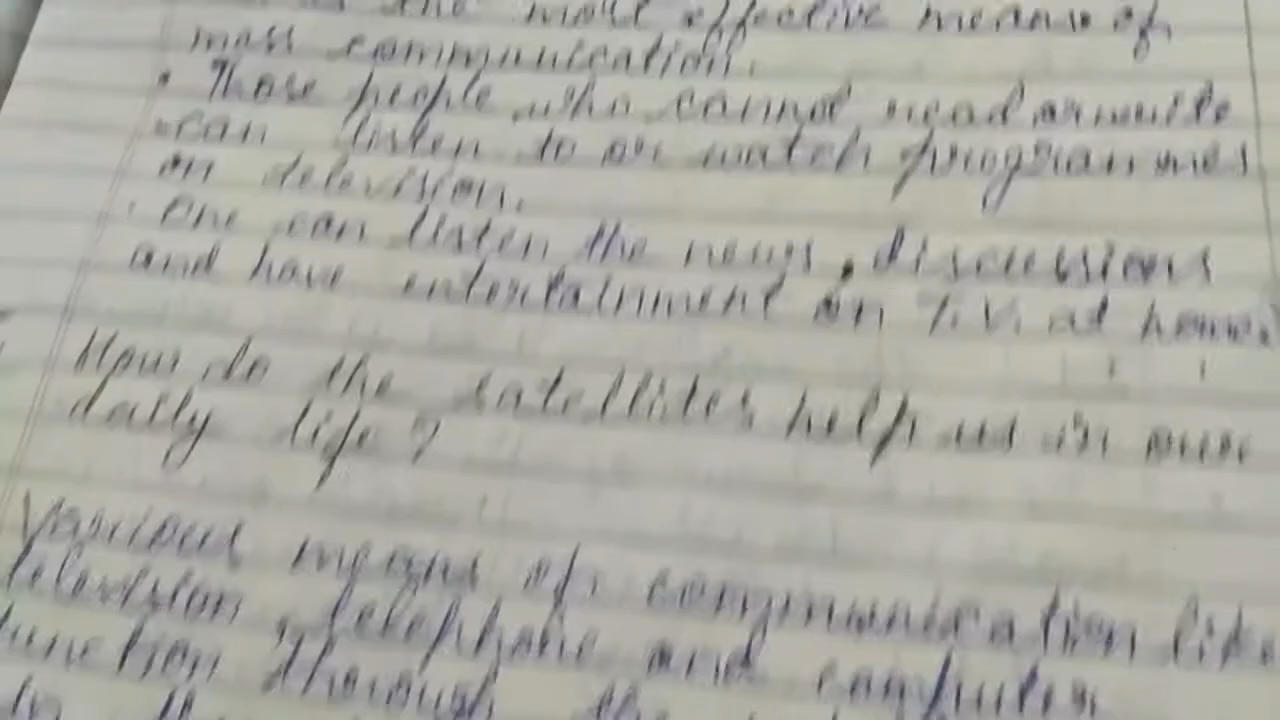 the most effective means of
mass communication.
• Those people who cannot read or write
can listen to or watch programmes
on television.
• One can listen the news, discussions
and have entertainment on T.V. at home.
How do the satellites help us in our
daily life?
Various means of communication like
television, telephone and computer
function through the